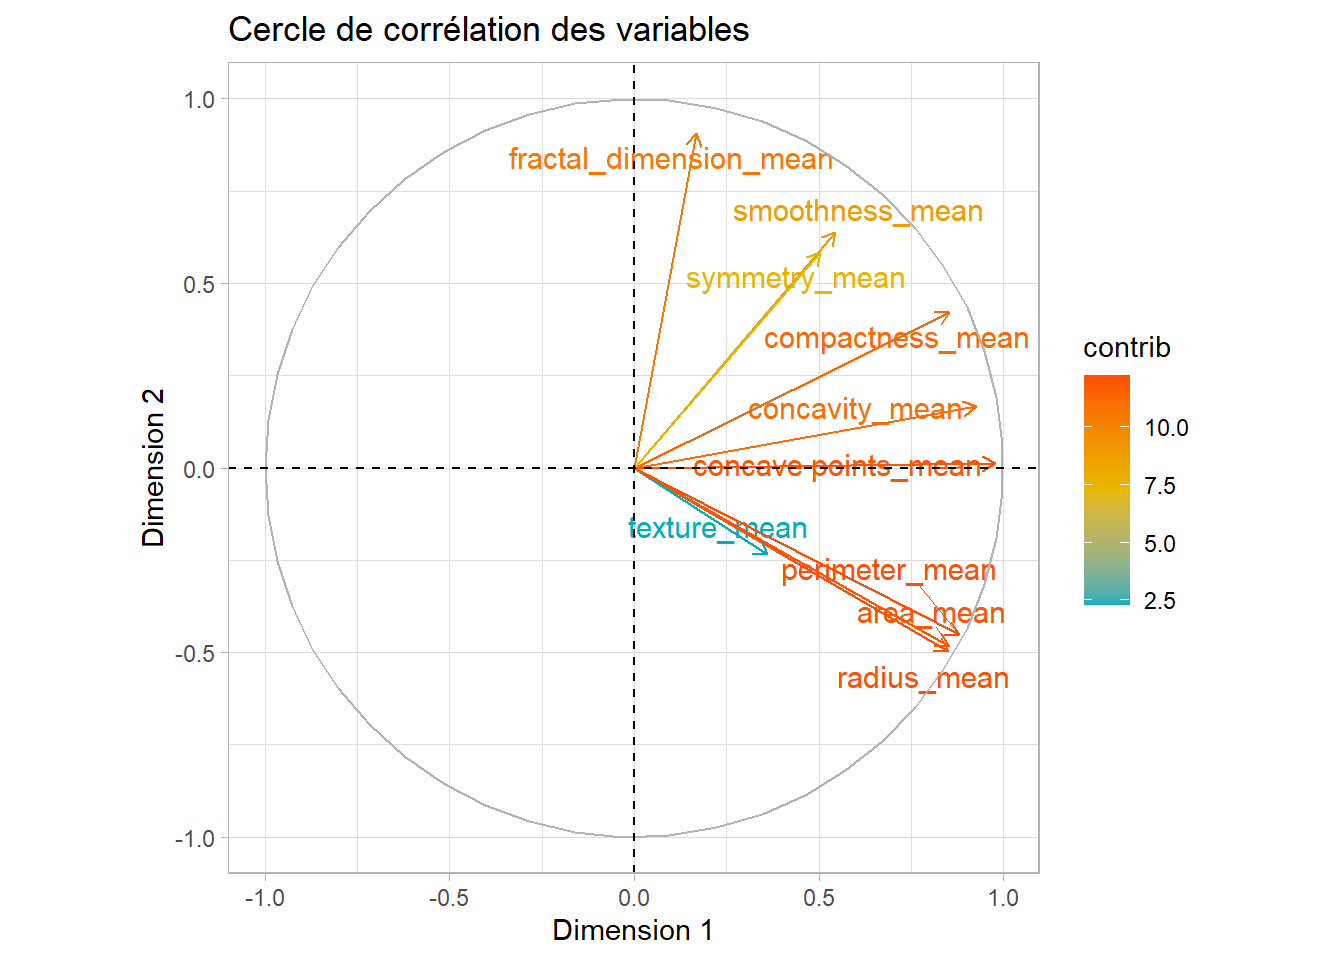 Cercle de corrélation des variables
1.0
0.5
0.0
-0.5
-1.0
Dimension 2
fractal_dimension_mean
smoothness_mean
symmetry_mean
compactness_mean
concavity_mean
concave points_mean
texture_mean
perimeter_mean
area_mean
radius_mean
-1.0
-0.5
0.0
0.5
1.0
Dimension 1
contrib
10.0
7.5
5.0
2.5